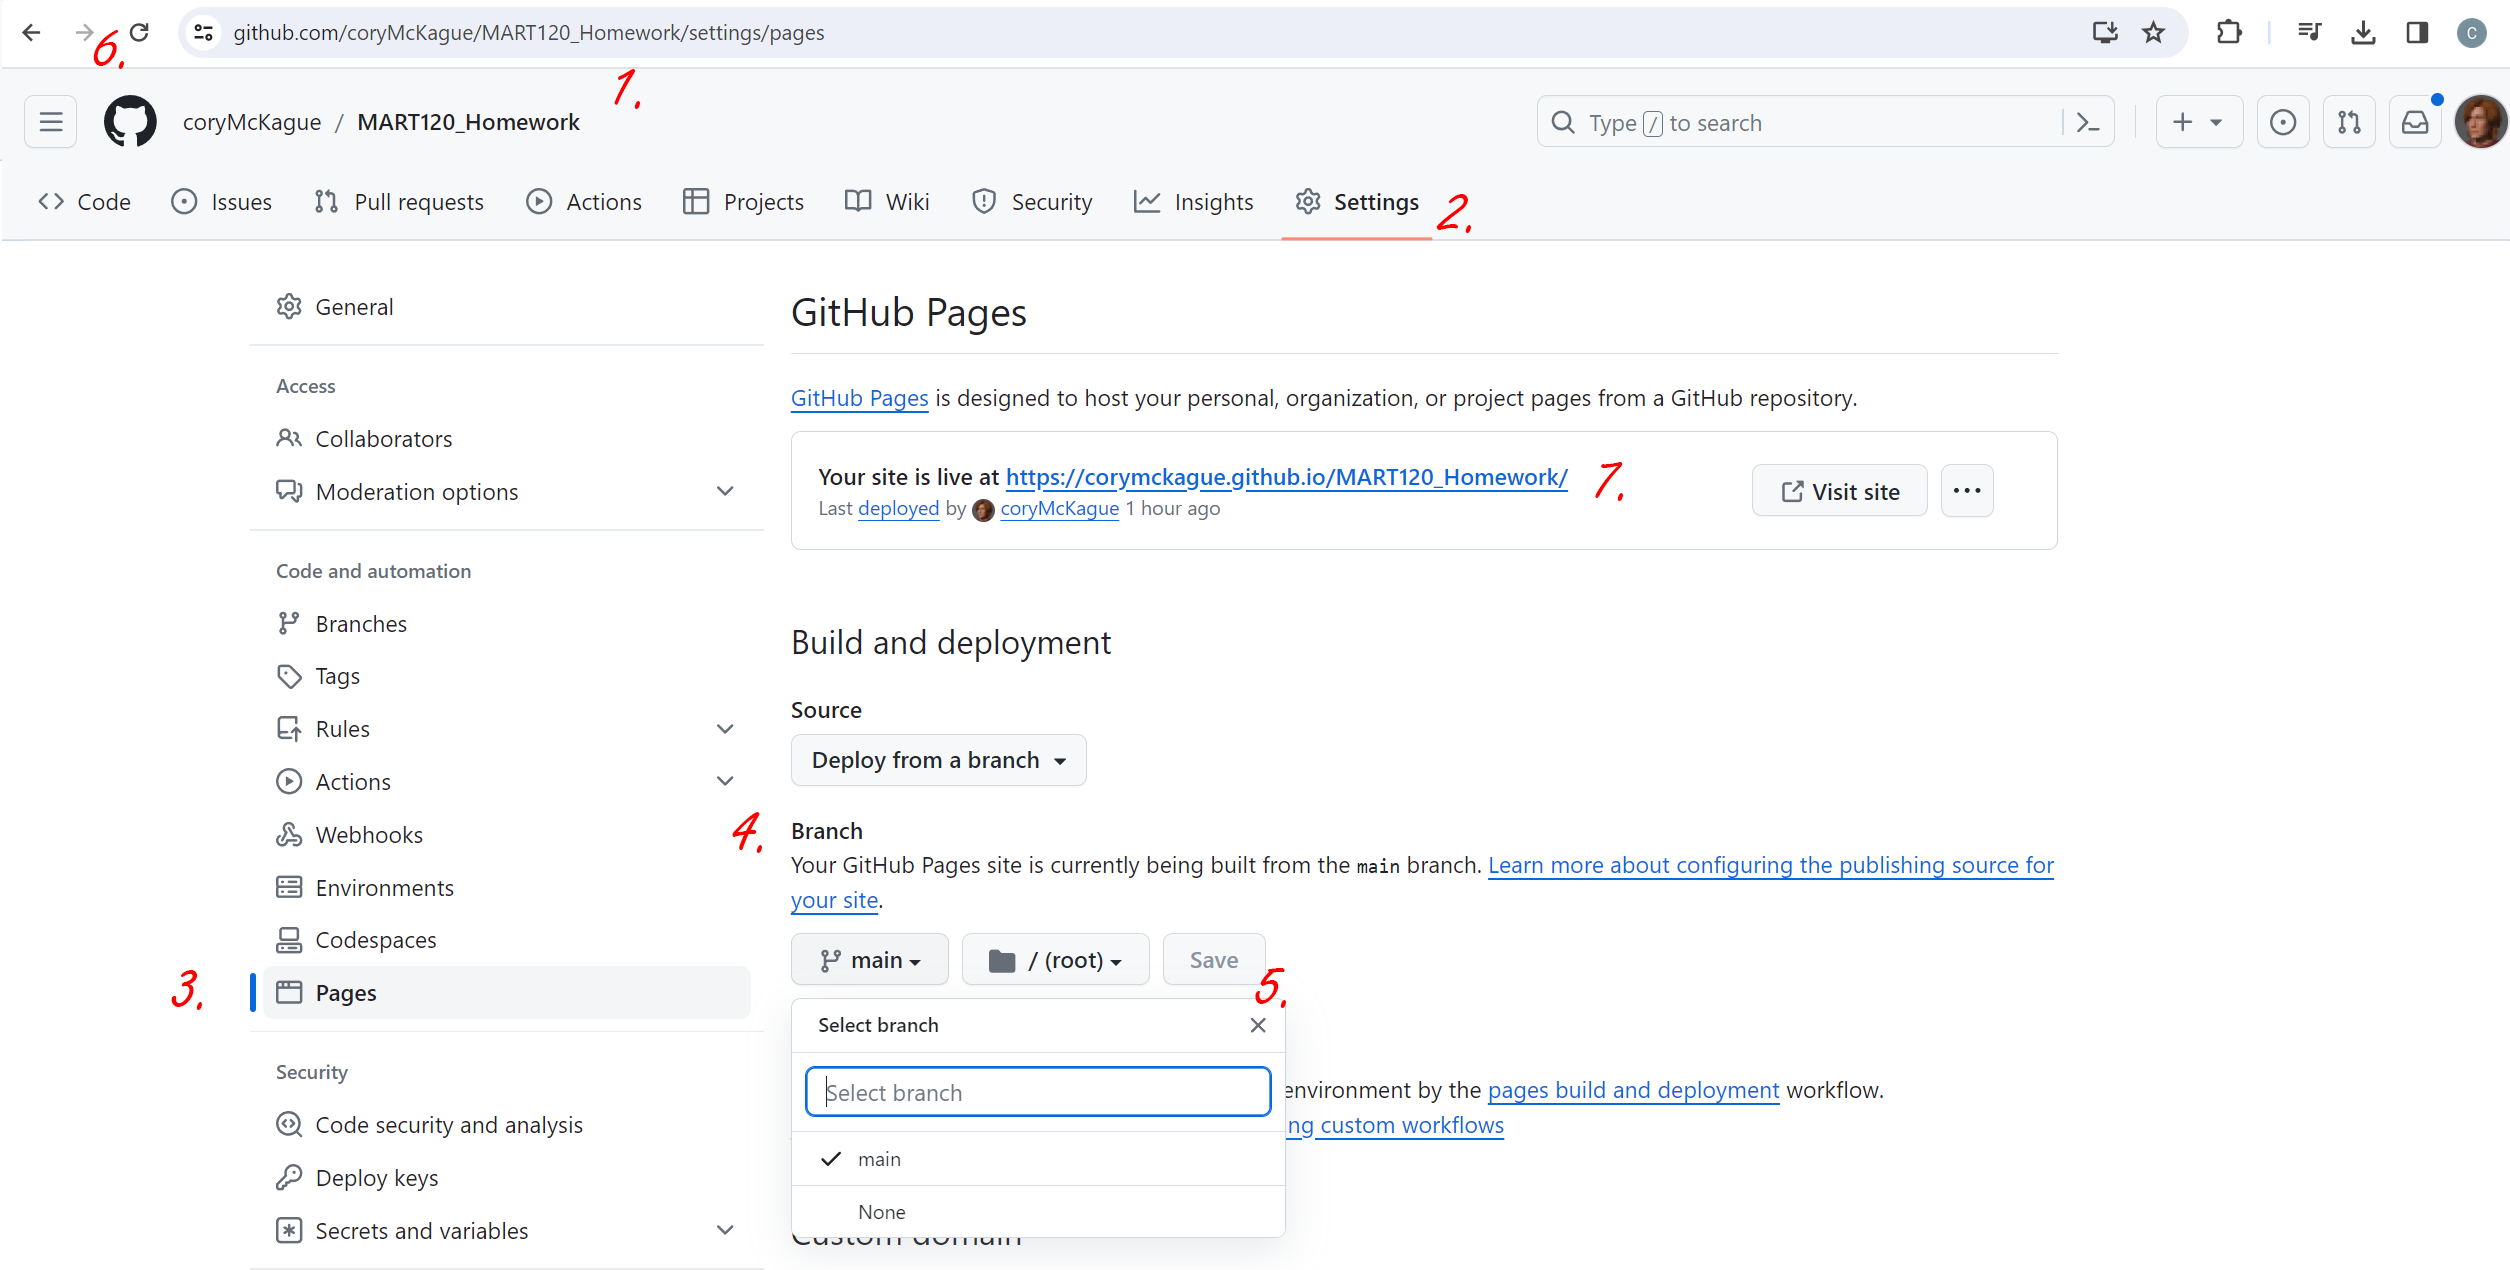 github.com/coryMcKague/MART120_Homework/settings/pages
C
6.
1.
coryMcKague / MART120_Homework
Type / to search
Code Issues Pull requests Actions Projects Wiki Security Insights Settings
2.
General
Access
Collaborators
Moderation options
Code and automation
Branches
Tags
Rules
Actions
Webhooks
Environments
Codespaces
3.
Pages
Security
Code security and analysis
Deploy keys
Secrets and variables
GitHub Pages
GitHub Pages is designed to host your personal, organization, or project pages from a GitHub repository.
Your site is live at https://corymckague.github.io/MART120_Homework/
7.
Last deployed by coryMcKague 1 hour ago
Visit site
Build and deployment
Source
Deploy from a branch
4.
Branch
Your GitHub Pages site is currently being built from the main branch. Learn more about configuring the publishing source for
your site.
main / (root) Save
5.
Select branch
Select branch
main
None
environment by the pages build and deployment workflow.
ng custom workflows
Custom domain